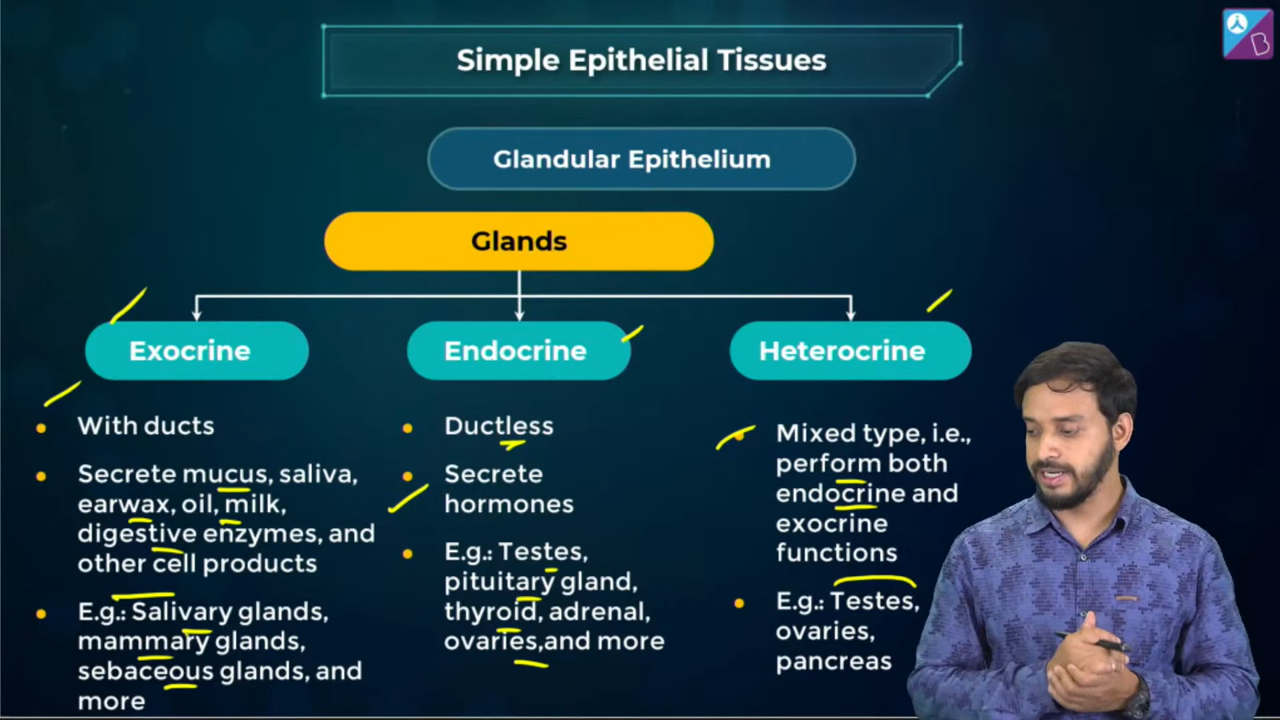 Simple Epithelial Tissues
Glandular Epithelium
Glands
Exocrine
With ducts
Secrete mucus, saliva,
earwax, oil, milk,
digestive enzymes, and
other cell products
E.g.: Salivary glands,
mammary glands,
sebaceous glands, and
more
Endocrine
Ductless
Secrete
hormones
E.g.: Testes,
pituitary gland,
thyroid, adrenal,
ovaries,and more
Heterocrine
Mixed type, i.e.,
perform both
endocrine and
exocrine
functions
E.g.: Testes,
ovaries,
pancreas
B